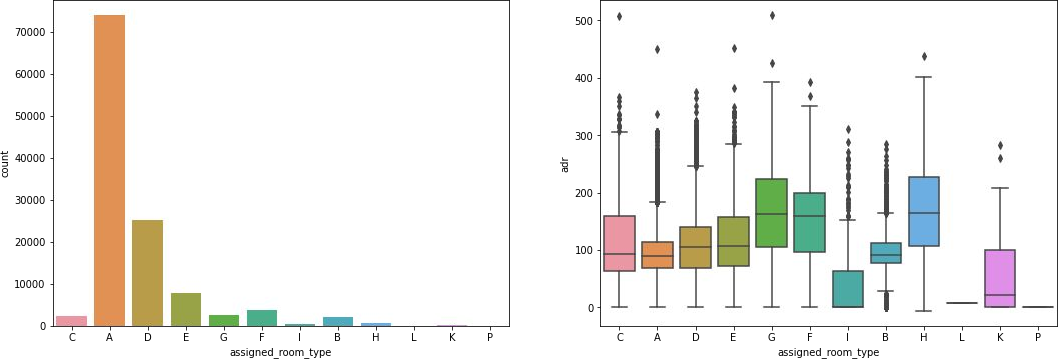 70000
60000
50000
40000
30000
20000
10000
0
count
C A D E G F I B H L K P
assigned_room_type
500
400
300
200
100
0
adr
C A D E G F I B H L K P
assigned_room_type